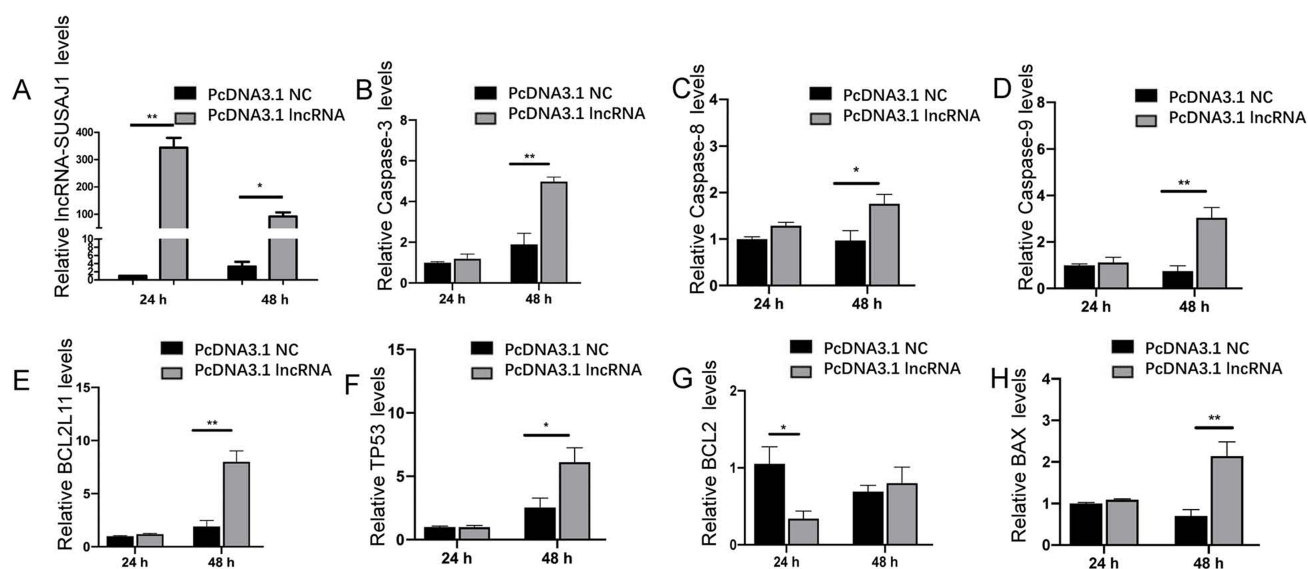 A
Relative lncRNA-SUSAJ1 levels
PcDNA3.1 NC
PcDNA3.1 lncRNA
**
*
400
300
200
100
10
8
6
4
2
0
24 h
48 h
B
Relative Caspase-3 levels
PcDNA3.1 NC
PcDNA3.1 lncRNA
**
8
6
4
2
0
24 h
48 h
C
Relative Caspase-8 levels
PcDNA3.1 NC
PcDNA3.1 lncRNA
*
4
3
2
1
0
24 h
48 h
D
Relative Caspase-9 levels
PcDNA3.1 NC
PcDNA3.1 lncRNA
**
8
6
4
2
0
24 h
48 h
E
Relative BCL2L11 levels
PcDNA3.1 NC
PcDNA3.1 lncRNA
**
15
10
5
0
24 h
48 h
F
Relative TP53 levels
PcDNA3.1 NC
PcDNA3.1 lncRNA
*
15
10
5
0
24 h
48 h
G
Relative BCL2 levels
PcDNA3.1 NC
PcDNA3.1 lncRNA
*
2
1
0
24 h
48 h
H
Relative BAX levels
PcDNA3.1 NC
PcDNA3.1 lncRNA
**
4
3
2
1
0
24 h
48 h